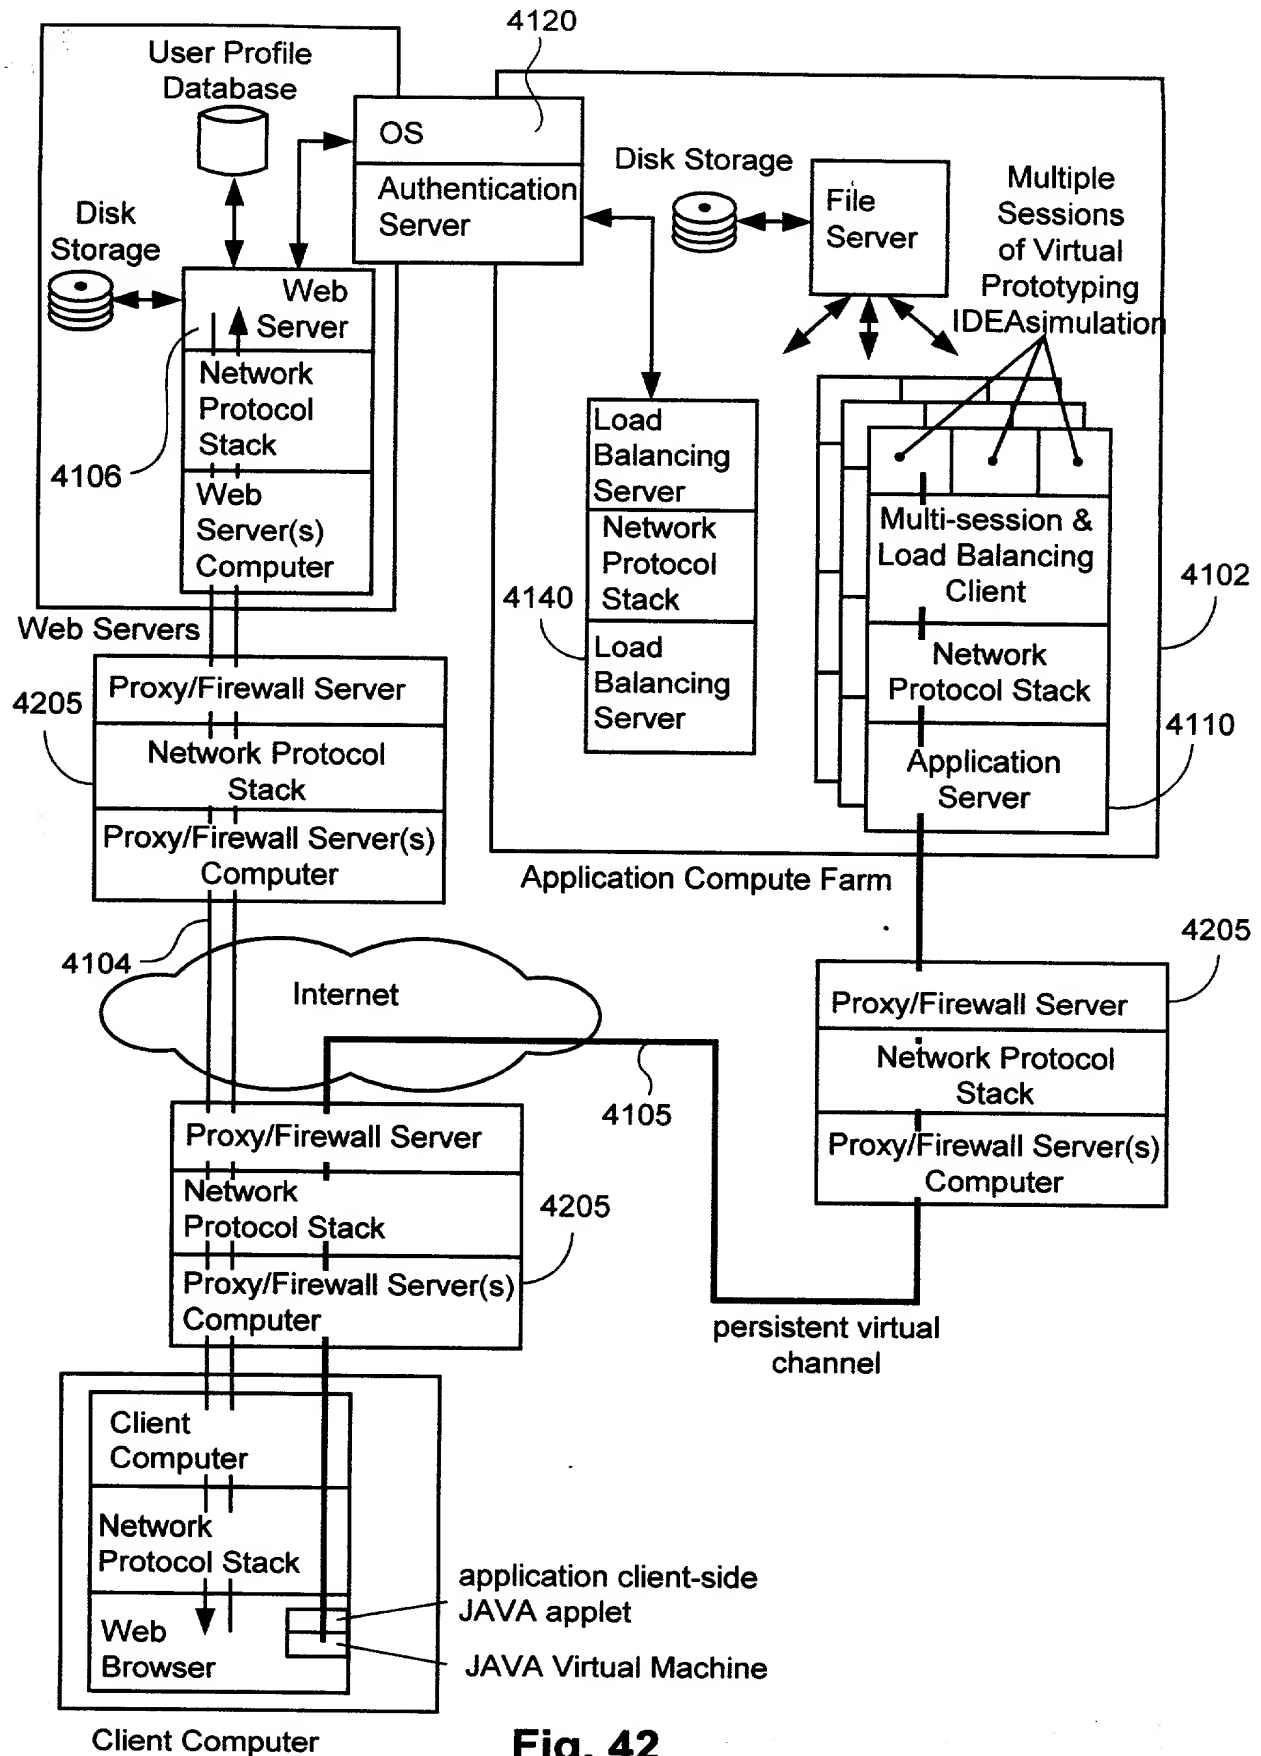 4120
User Profile
Database
OS
Authentication
Server
Disk
Storage
Web
Server
Network
Protocol
Stack
4106
Web
Server(s)
Computer
Web Servers
Disk Storage
File
Server
Multiple
Sessions
of Virtual
Prototyping
IDEAsimulation
Load
Balancing
Server
Network
Protocol
Stack
4140
Load
Balancing
Server
Multi-session &
Load Balancing
Client
4102
Network
Protocol Stack
4110
Application
Server
Application Compute Farm
4205
Proxy/Firewall Server
Network Protocol
Stack
Proxy/Firewall Server(s)
Computer
4104
Internet
4205
Proxy/Firewall Server
Network Protocol
Stack
Proxy/Firewall Server(s)
Computer
4105
Proxy/Firewall Server
Network
Protocol Stack
4205
Proxy/Firewall Server(s)
Computer
persistent virtual
channel
Client
Computer
Network
Protocol Stack
Web
Browser
application client-side
JAVA applet
JAVA Virtual Machine
Client Computer
Fig. 42